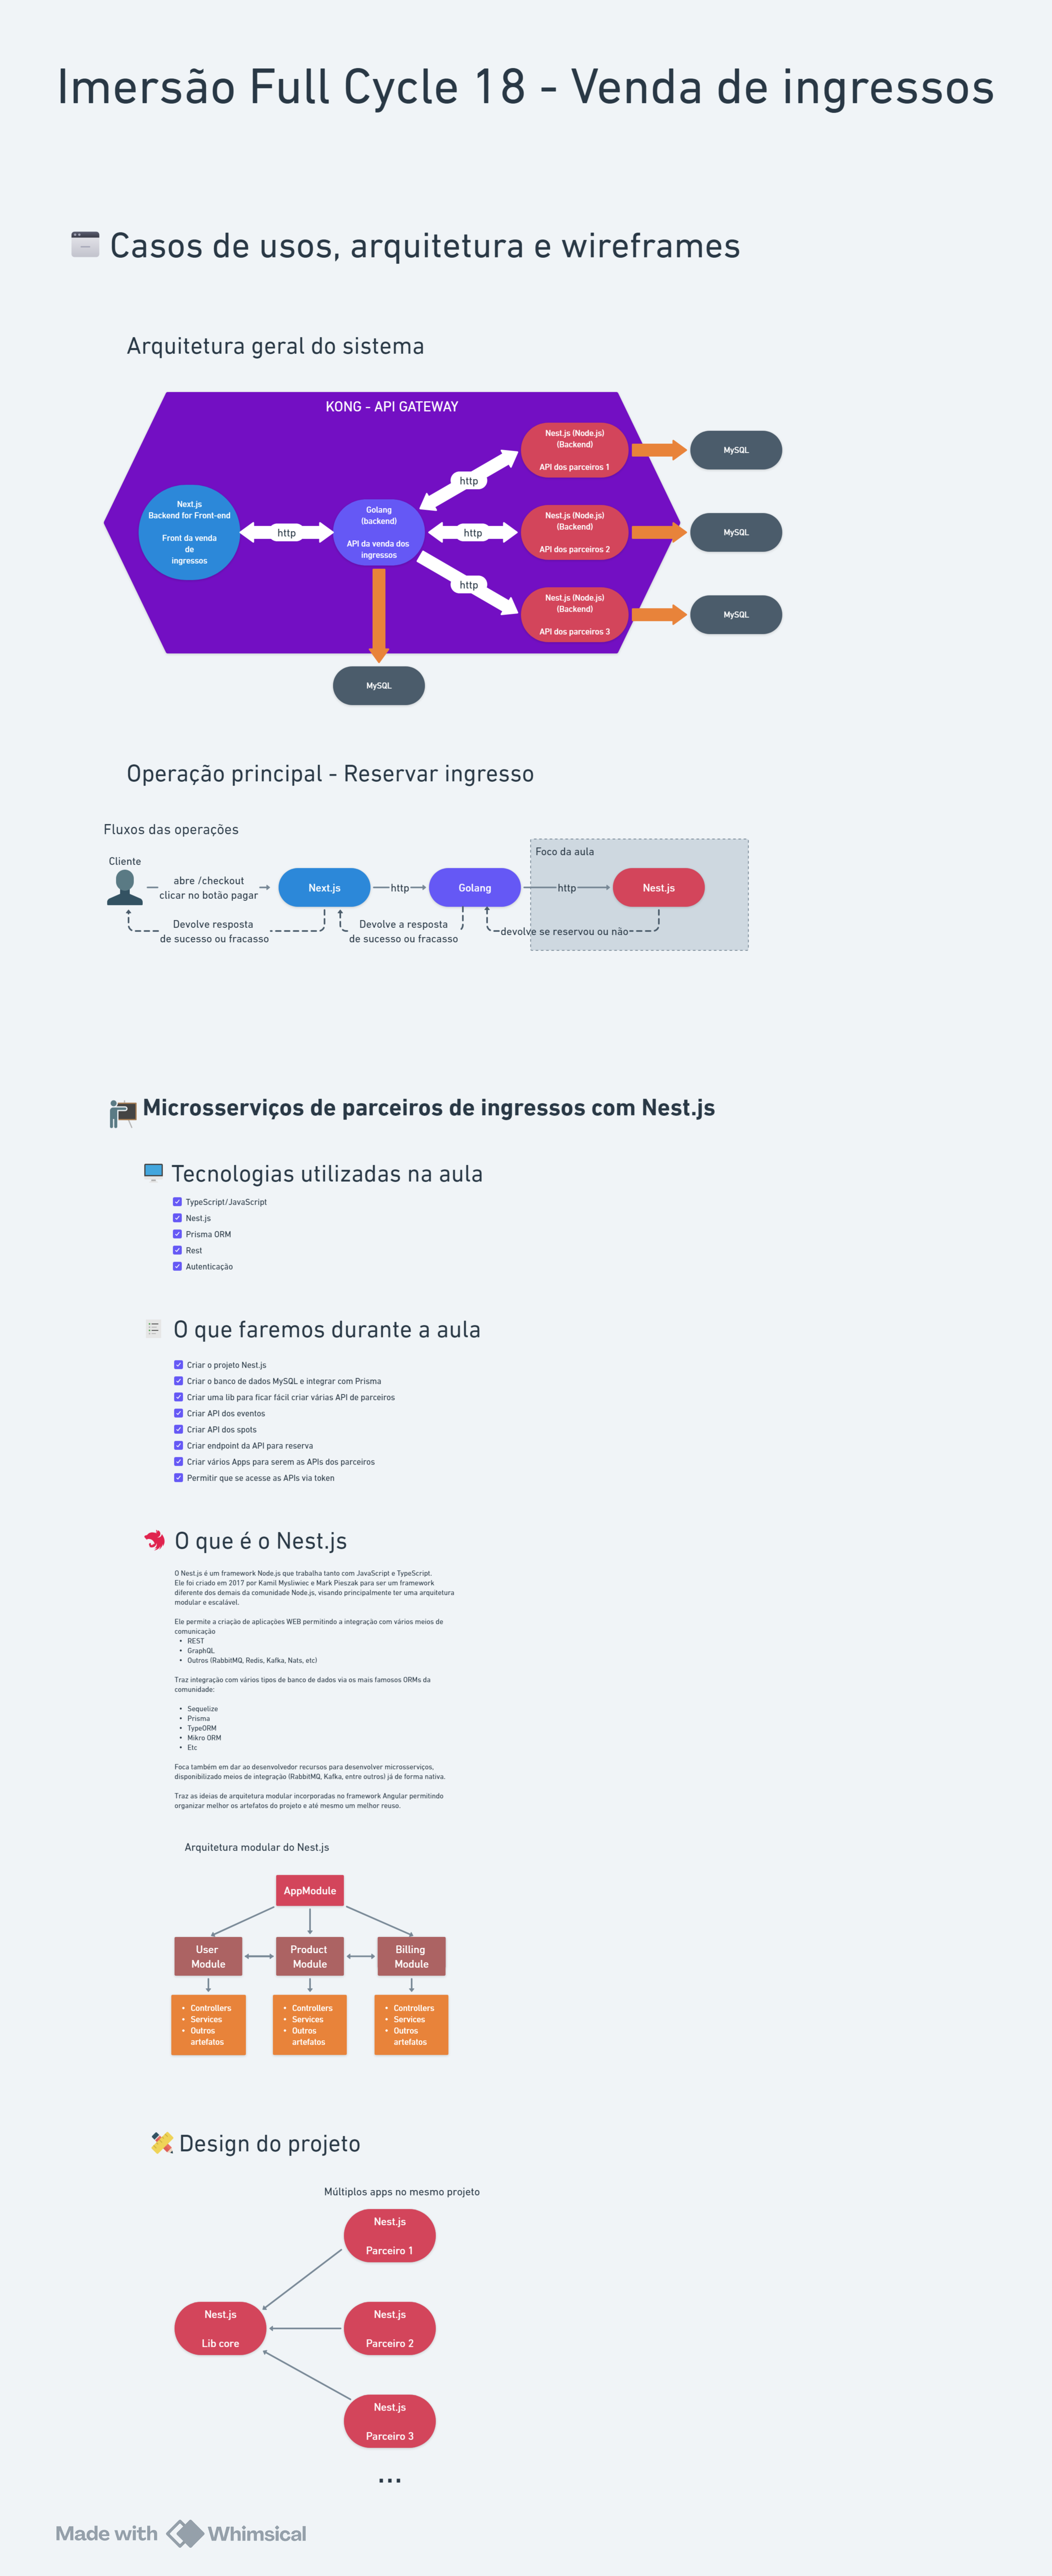 Imersão Full Cycle 18 - Venda de ingressos
Casos de usos, arquitetura e wireframes
Arquitetura geral do sistema
KONG - API GATEWAY
Next.js
Backend for Front-end
Front da venda
de
ingressos
http
Golang
(backend)
API da venda dos
ingressos
http
http
http
Nest.js (Node.js)
(Backend)
API dos parceiros 1
MySQL
Nest.js (Node.js)
(Backend)
API dos parceiros 2
MySQL
Nest.js (Node.js)
(Backend)
API dos parceiros 3
MySQL
MySQL
Operação principal - Reservar ingresso
Fluxos das operações
Foco da aula
Cliente
abre /checkout
clicar no botão pagar
Next.js
http
Golang
http
Nest.js
Devolve resposta
de sucesso ou fracasso
Devolve a resposta
de sucesso ou fracasso
devolve se reservou ou não
Microsserviços de parceiros de ingressos com Nest.js
Tecnologias utilizadas na aula
TypeScript/JavaScript
Nest.js
Prisma ORM
Rest
Autenticação
O que faremos durante a aula
Criar o projeto Nest.js
Criar o banco de dados MySQL e integrar com Prisma
Criar uma lib para ficar fácil criar várias API de parceiros
Criar API dos eventos
Criar API dos spots
Criar endpoint da API para reserva
Criar vários Apps para serem as APIs dos parceiros
Permitir que se acesse as APIs via token
O que é o Nest.js
O Nest.js é um framework Node.js que trabalha tanto com JavaScript e TypeScript.
Ele foi criado em 2017 por Kamil Mysliwiec e Mark Pieszak para ser um framework
diferente dos demais da comunidade Node.js, visando principalmente ter uma arquitetura
modular e escalável.
Ele permite a criação de aplicações WEB permitindo a integração com vários meios de
comunicação
• REST
• GraphQL
• Outros (RabbitMQ, Redis, Kafka, Nats, etc)
Traz integração com vários tipos de banco de dados via os mais famosos ORMs da
comunidade:
• Sequelize
• Prisma
• TypeORM
• Mikro ORM
• Etc
Foca também em dar ao desenvolvedor recursos para desenvolver microsserviços,
disponibilizado meios de integração (RabbitMQ, Kafka, entre outros) já de forma nativa.
Traz as ideias de arquitetura modular incorporadas no framework Angular permitindo
organizar melhor os artefatos do projeto e até mesmo um melhor reuso.
Arquitetura modular do Nest.js
AppModule
User
Module
Product
Module
Billing
Module
• Controllers
• Services
• Outros
artefatos
• Controllers
• Services
• Outros
artefatos
• Controllers
• Services
• Outros
artefatos
Design do projeto
Múltiplos apps no mesmo projeto
Nest.js
Parceiro 1
Nest.js
Lib core
Nest.js
Parceiro 2
Nest.js
Parceiro 3
...
Made with Whimsical